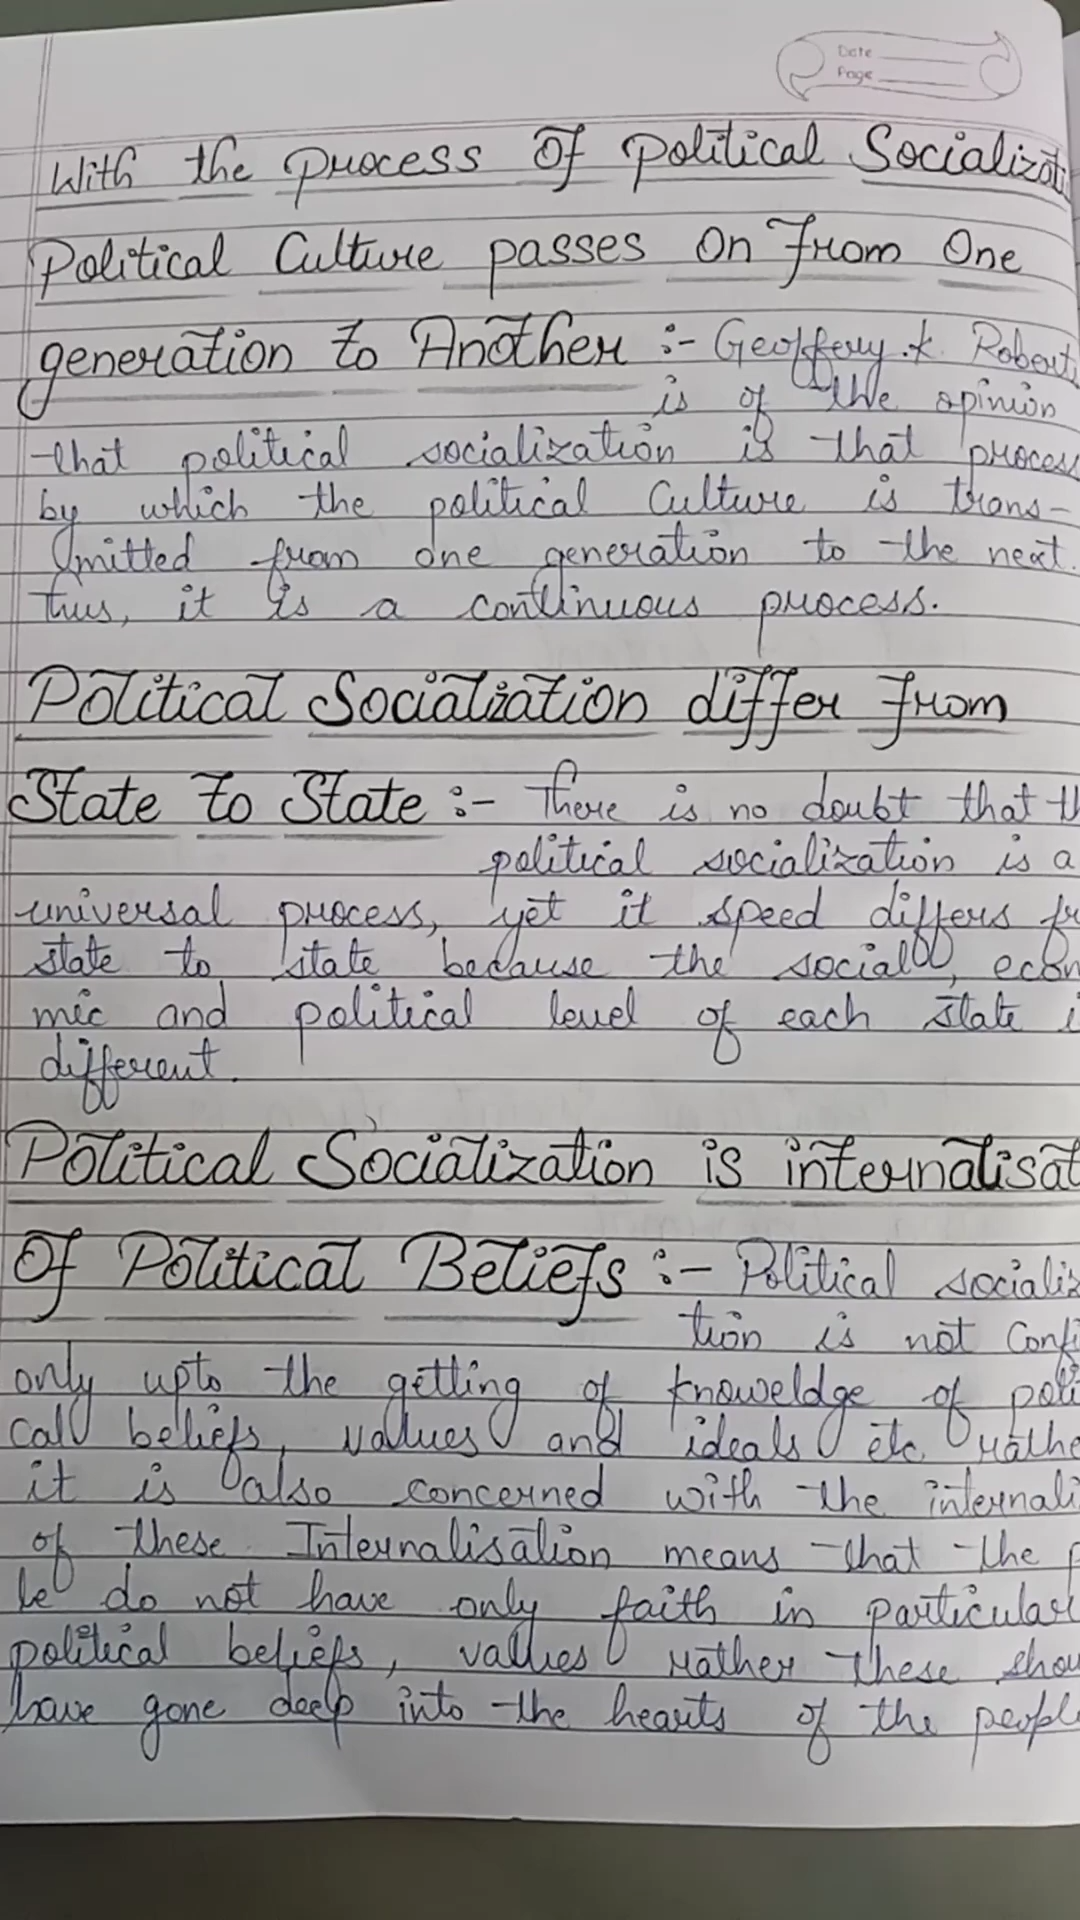 Date
Page
With the process Of political Socializati
Political Culture passes On from One
generation to Another :- Geoffery. K. Robert
is of the opinion
that political socialization is that process
by which the political Culture is trans-
mitted from one generation to the next.
Thus, it is a continuous process.
Political Socialization differ from
State to State :- There is no doubt that th
political socialization is a
universal process, yet it speed differs fr
state to state because the social, econ
mic and political level of each state i
different.
Political Socialization is internalisat
Of Political Beliefs :- Political socializ
tion is not Confi
only upto the getting of knoweldge of poli
call beliefs, values and ideals etc. rathe
it is also concerned with the internali
of these Internalisation means that the p
le do not have only faith in particular
political beliefs, values rather these shou
have gone deep into the hearts of the people